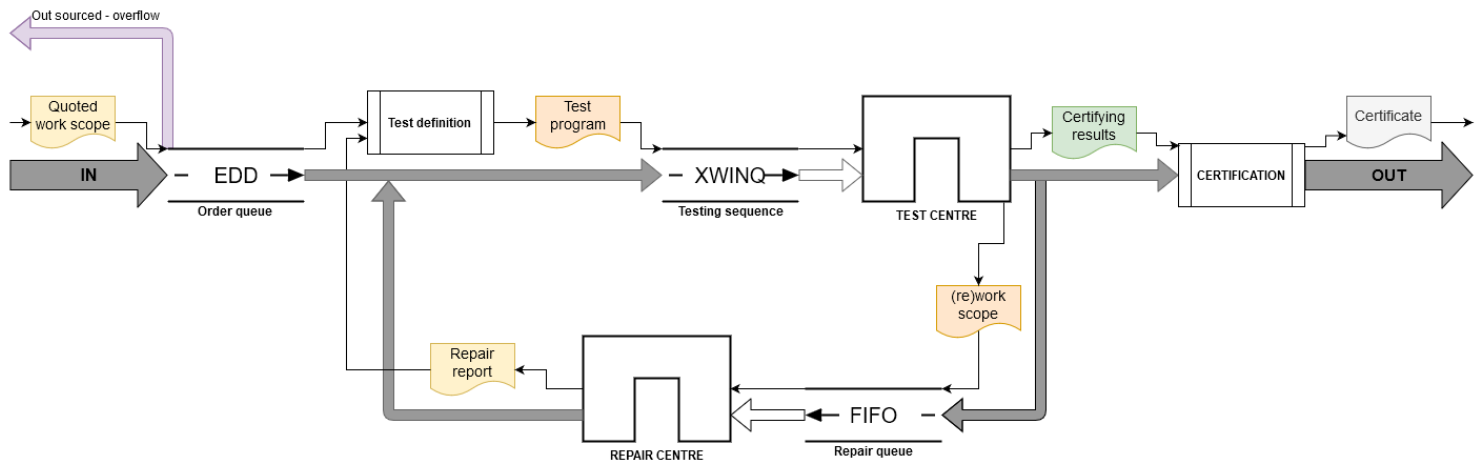 Out sourced - overflow
Quoted
work scope
IN
EDD
Order queue
Test definition
Test
program
XWINQ
Testing sequence
TEST CENTRE
Certifying
results
CERTIFICATION
Certificate
OUT
(re)work
scope
Repair
report
REPAIR CENTRE
FIFO
Repair queue